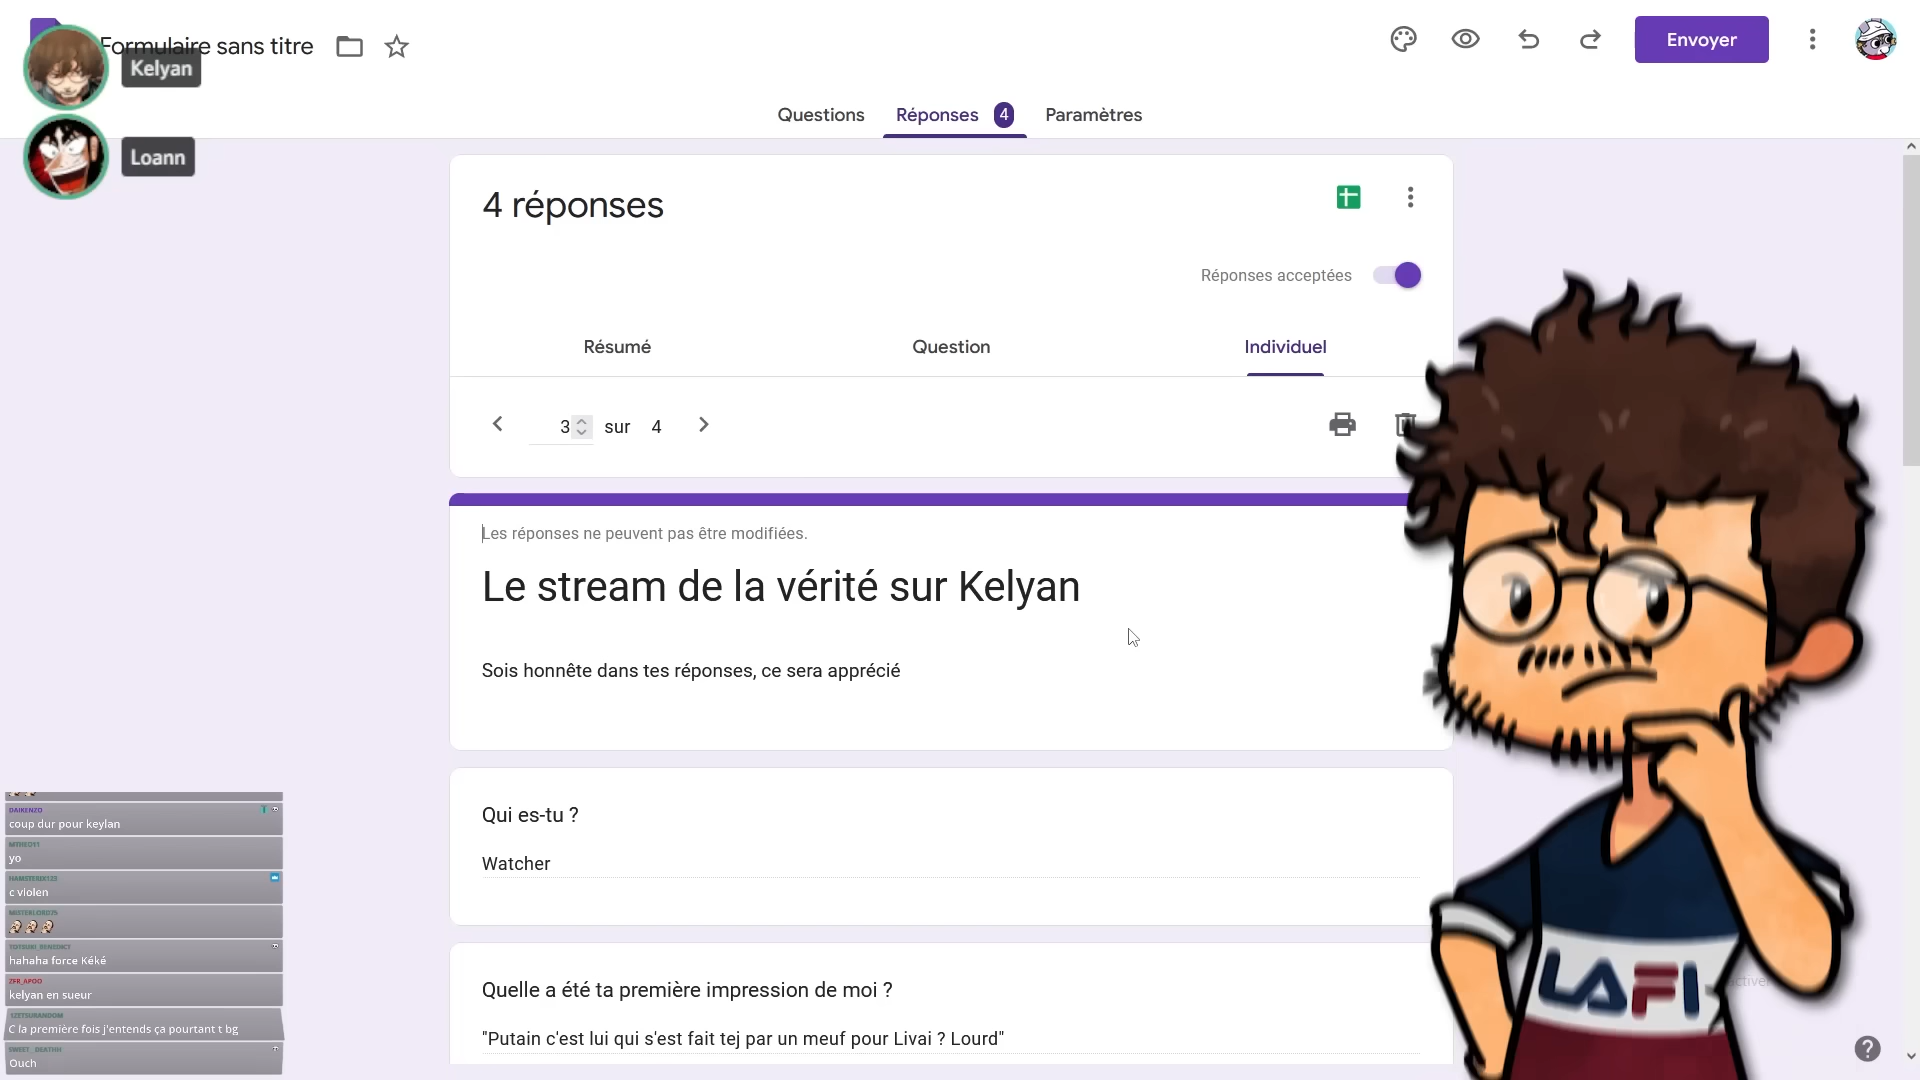 Formulaire sans titre
Kelyan
Loann
Envoyer
Questions
Réponses 4
Paramètres
4 réponses
Réponses acceptées
Résumé
Question
Individuel
3 sur 4
Les réponses ne peuvent pas être modifiées.
Le stream de la vérité sur Kelyan
Sois honnête dans tes réponses, ce sera apprécié
Qui es-tu ?
Watcher
Quelle a été ta première impression de moi ?
"Putain c'est lui qui s'est fait tej par un meuf pour Livai ? Lourd"
LAFI
DAIKENZO
coup dur pour keylan
yo
c violen
hahaha force Kéké
ZFR_APOO
kelyan en sueur
C la première fois j'entends ça pourtant t bg
Ouch